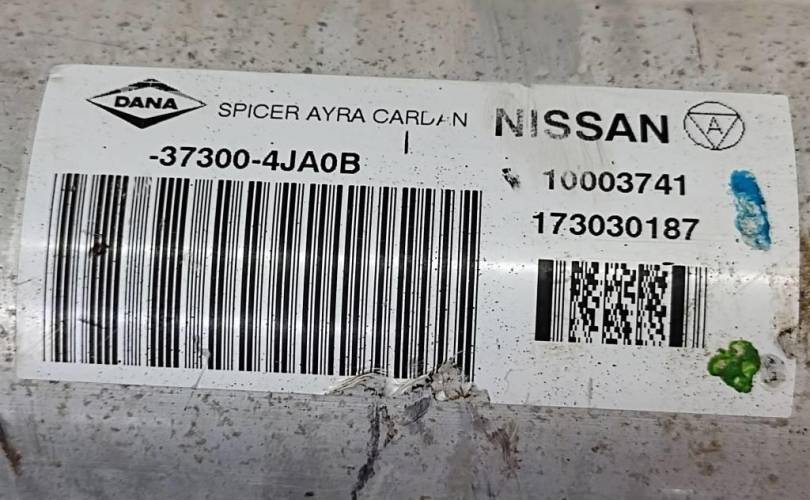 DANA SPICER AYRA CARDAN
-37300-4JA0B
NISSAN A
10003741
173030187